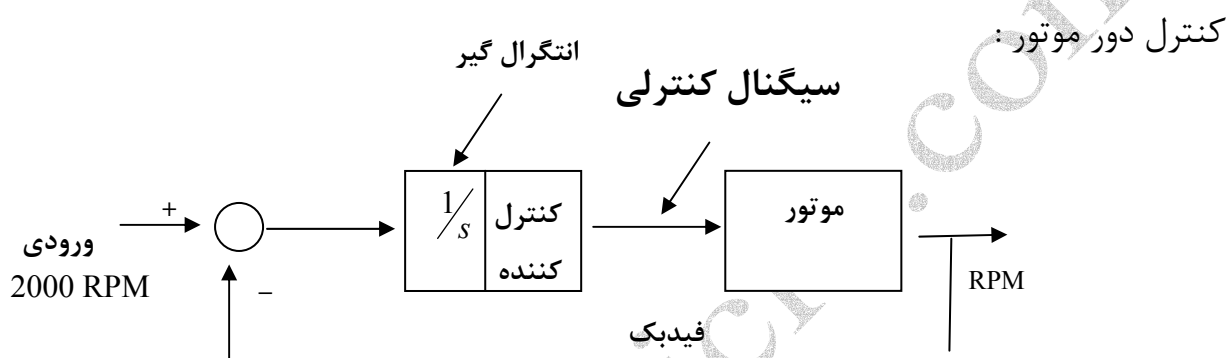 کنترل دور موتور :
انتگرال گیر
سیگنال کنترلی
+
ورودی
2000 RPM
−
1/s
کنترل
کننده
موتور
RPM
فیدبک